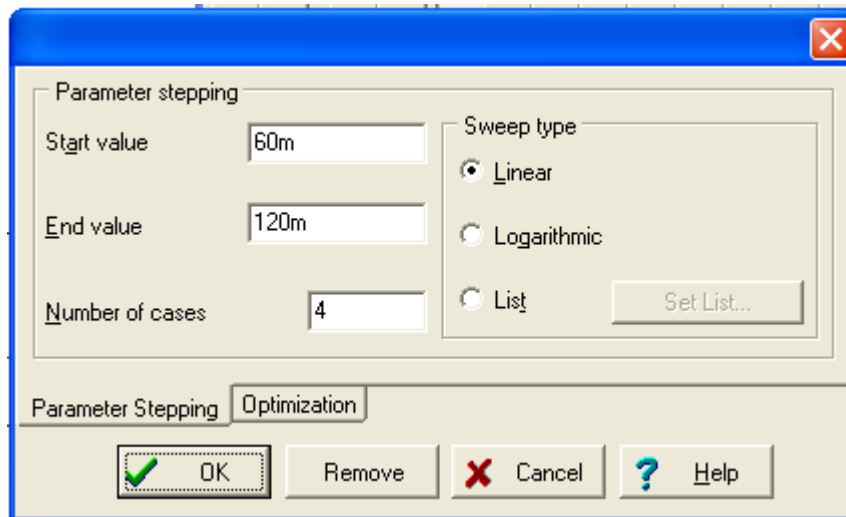 Parameter stepping
Start value
60m
End value
120m
Number of cases
4
Sweep type
Linear
Logarithmic
List
Set List...
Parameter Stepping
Optimization
OK
Remove
Cancel
Help